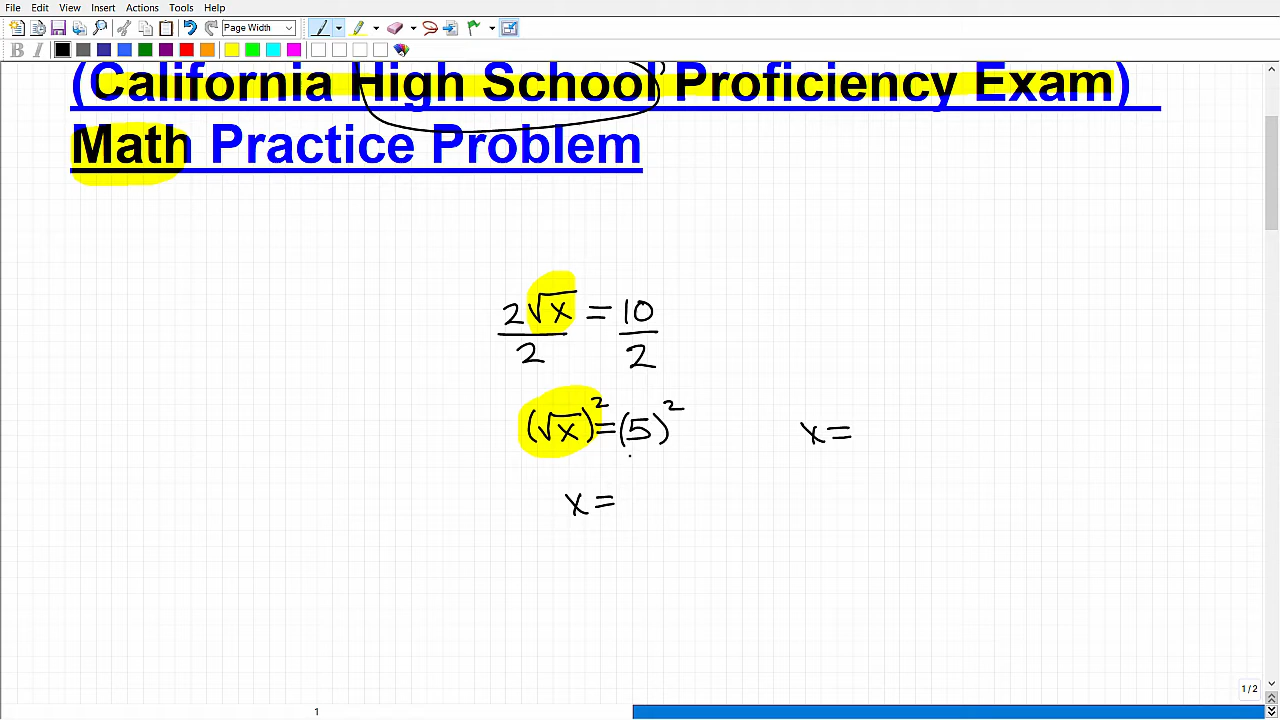 File Edit View Insert Actions Tools Help
Page Width
B I
(California High School Proficiency Exam)
Math Practice Problem
2√x = 10
2 2
(√x)² = (5)²
x =
x =
1/2
1